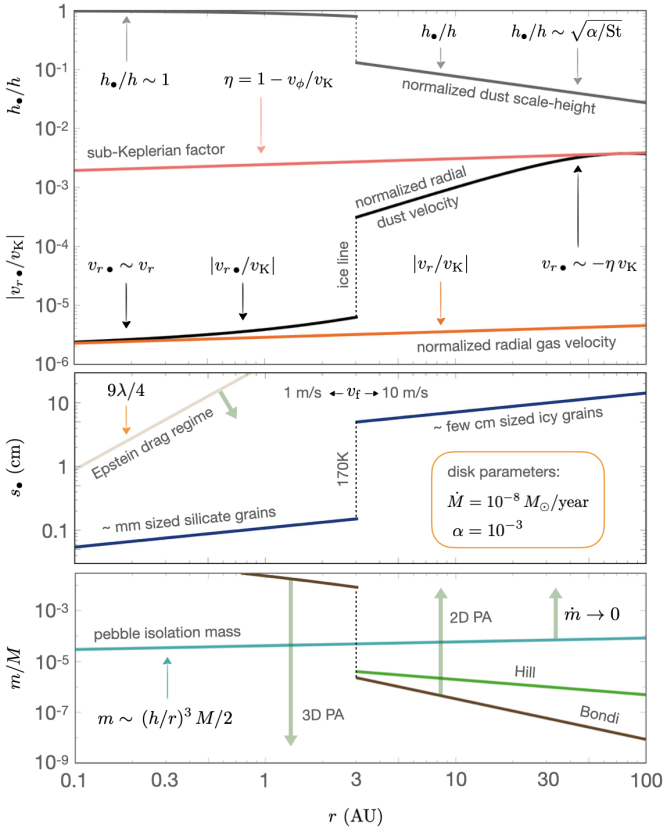 1
h●/h
h●/h ∼ √α/St
10-1
h●/h
h●/h ∼ 1
η = 1 − vϕ/vK
normalized dust scale-height
10-2
sub-Keplerian factor
10-3
normalized radial
dust velocity
10-4
|vr●/vK|
vr● ∼ vr
|vr●/vK|
ice line
|vr/vK|
vr● ∼ −η vK
10-5
normalized radial gas velocity
10-6
9λ/4
1 m/s ← vf → 10 m/s
10
Epstein drag regime
~ few cm sized icy grains
s● (cm)
1
170K
disk parameters:
Ṁ = 10−8 M⊙/year
α = 10−3
~ mm sized silicate grains
0.1
10-3
2D PA
ṁ → 0
pebble isolation mass
m/M
10-5
Hill
m ∼ (h/r)3 M/2
3D PA
10-7
Bondi
10-9
0.1
0.3
1
3
10
30
100
r (AU)